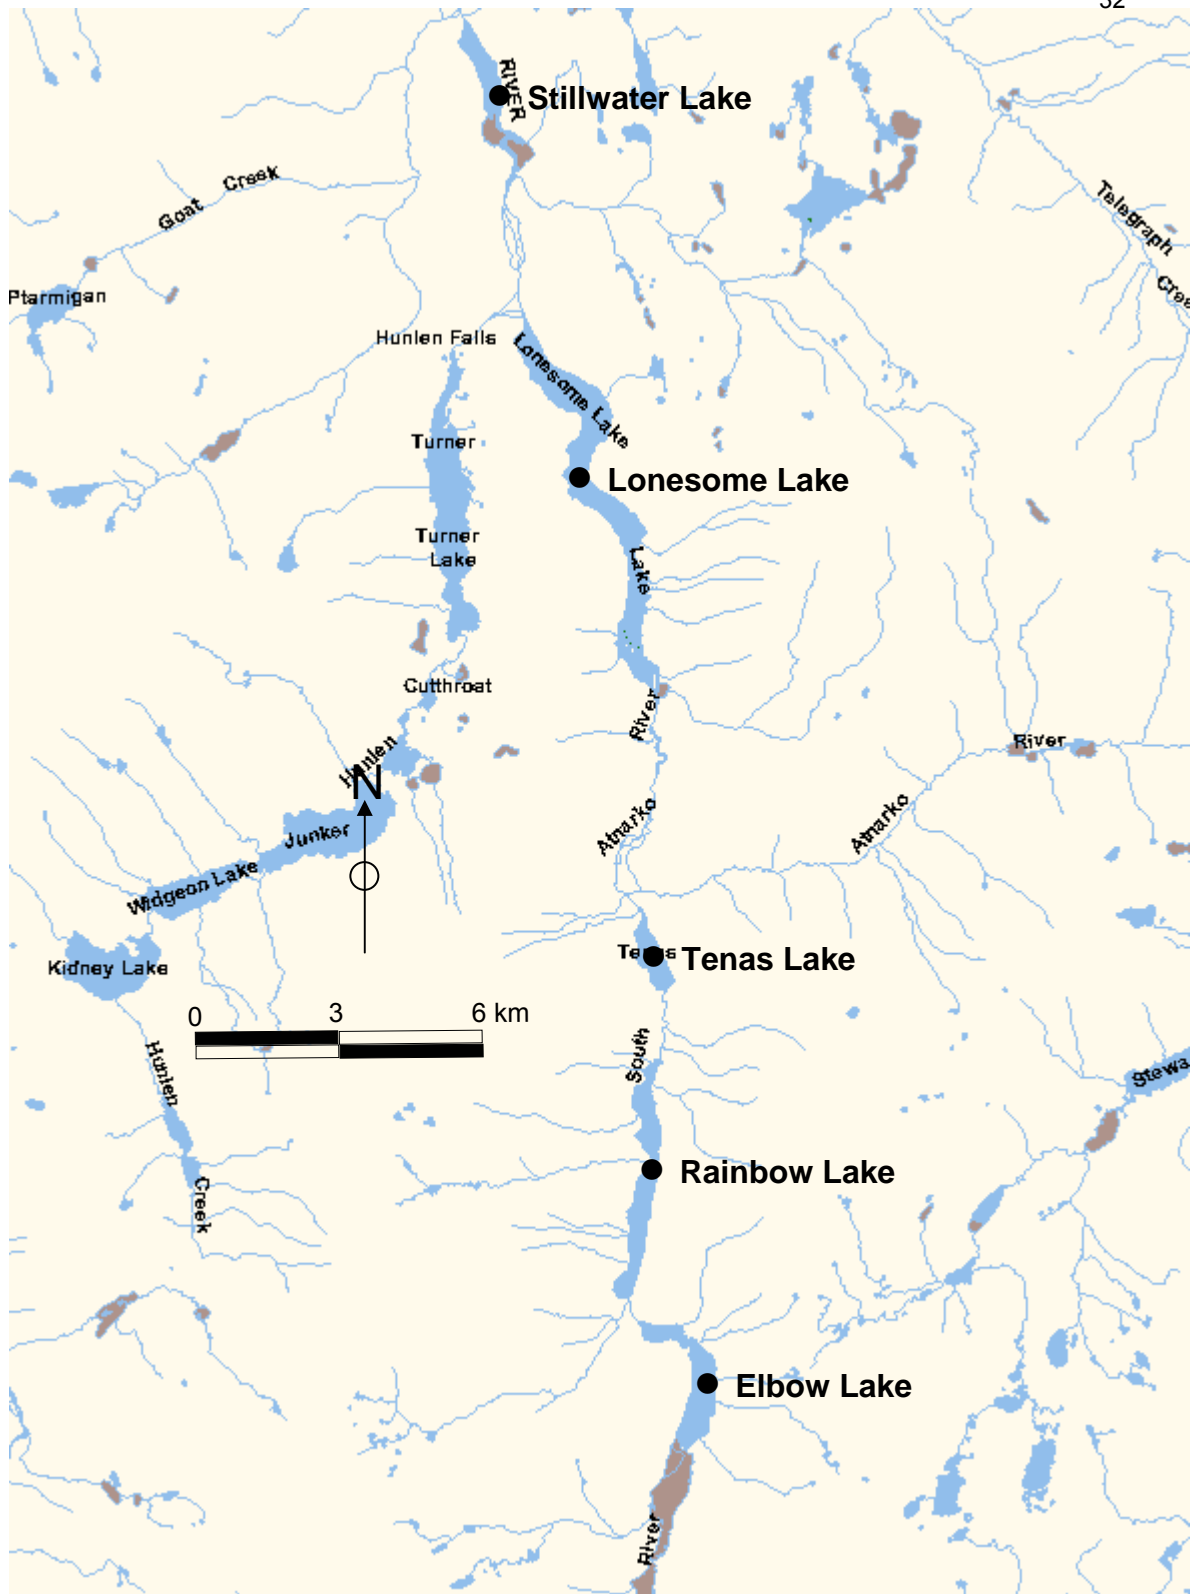 32
RIVER
Stillwater Lake
Creek
Goat
Telegraph
Cree
Ptarmigan
Hunlen Falls
Lonesome Lake
Turner
Lonesome Lake
Turner
Lake
Lake
Cutthroat
River
River
Hunlen
N
Atnarko
Atnarko
Junker
Widgeon Lake
Tenas
Tenas Lake
Kidney Lake
0 3 6 km
South
Hunlen
Stewa
Rainbow Lake
Creek
Elbow Lake
River